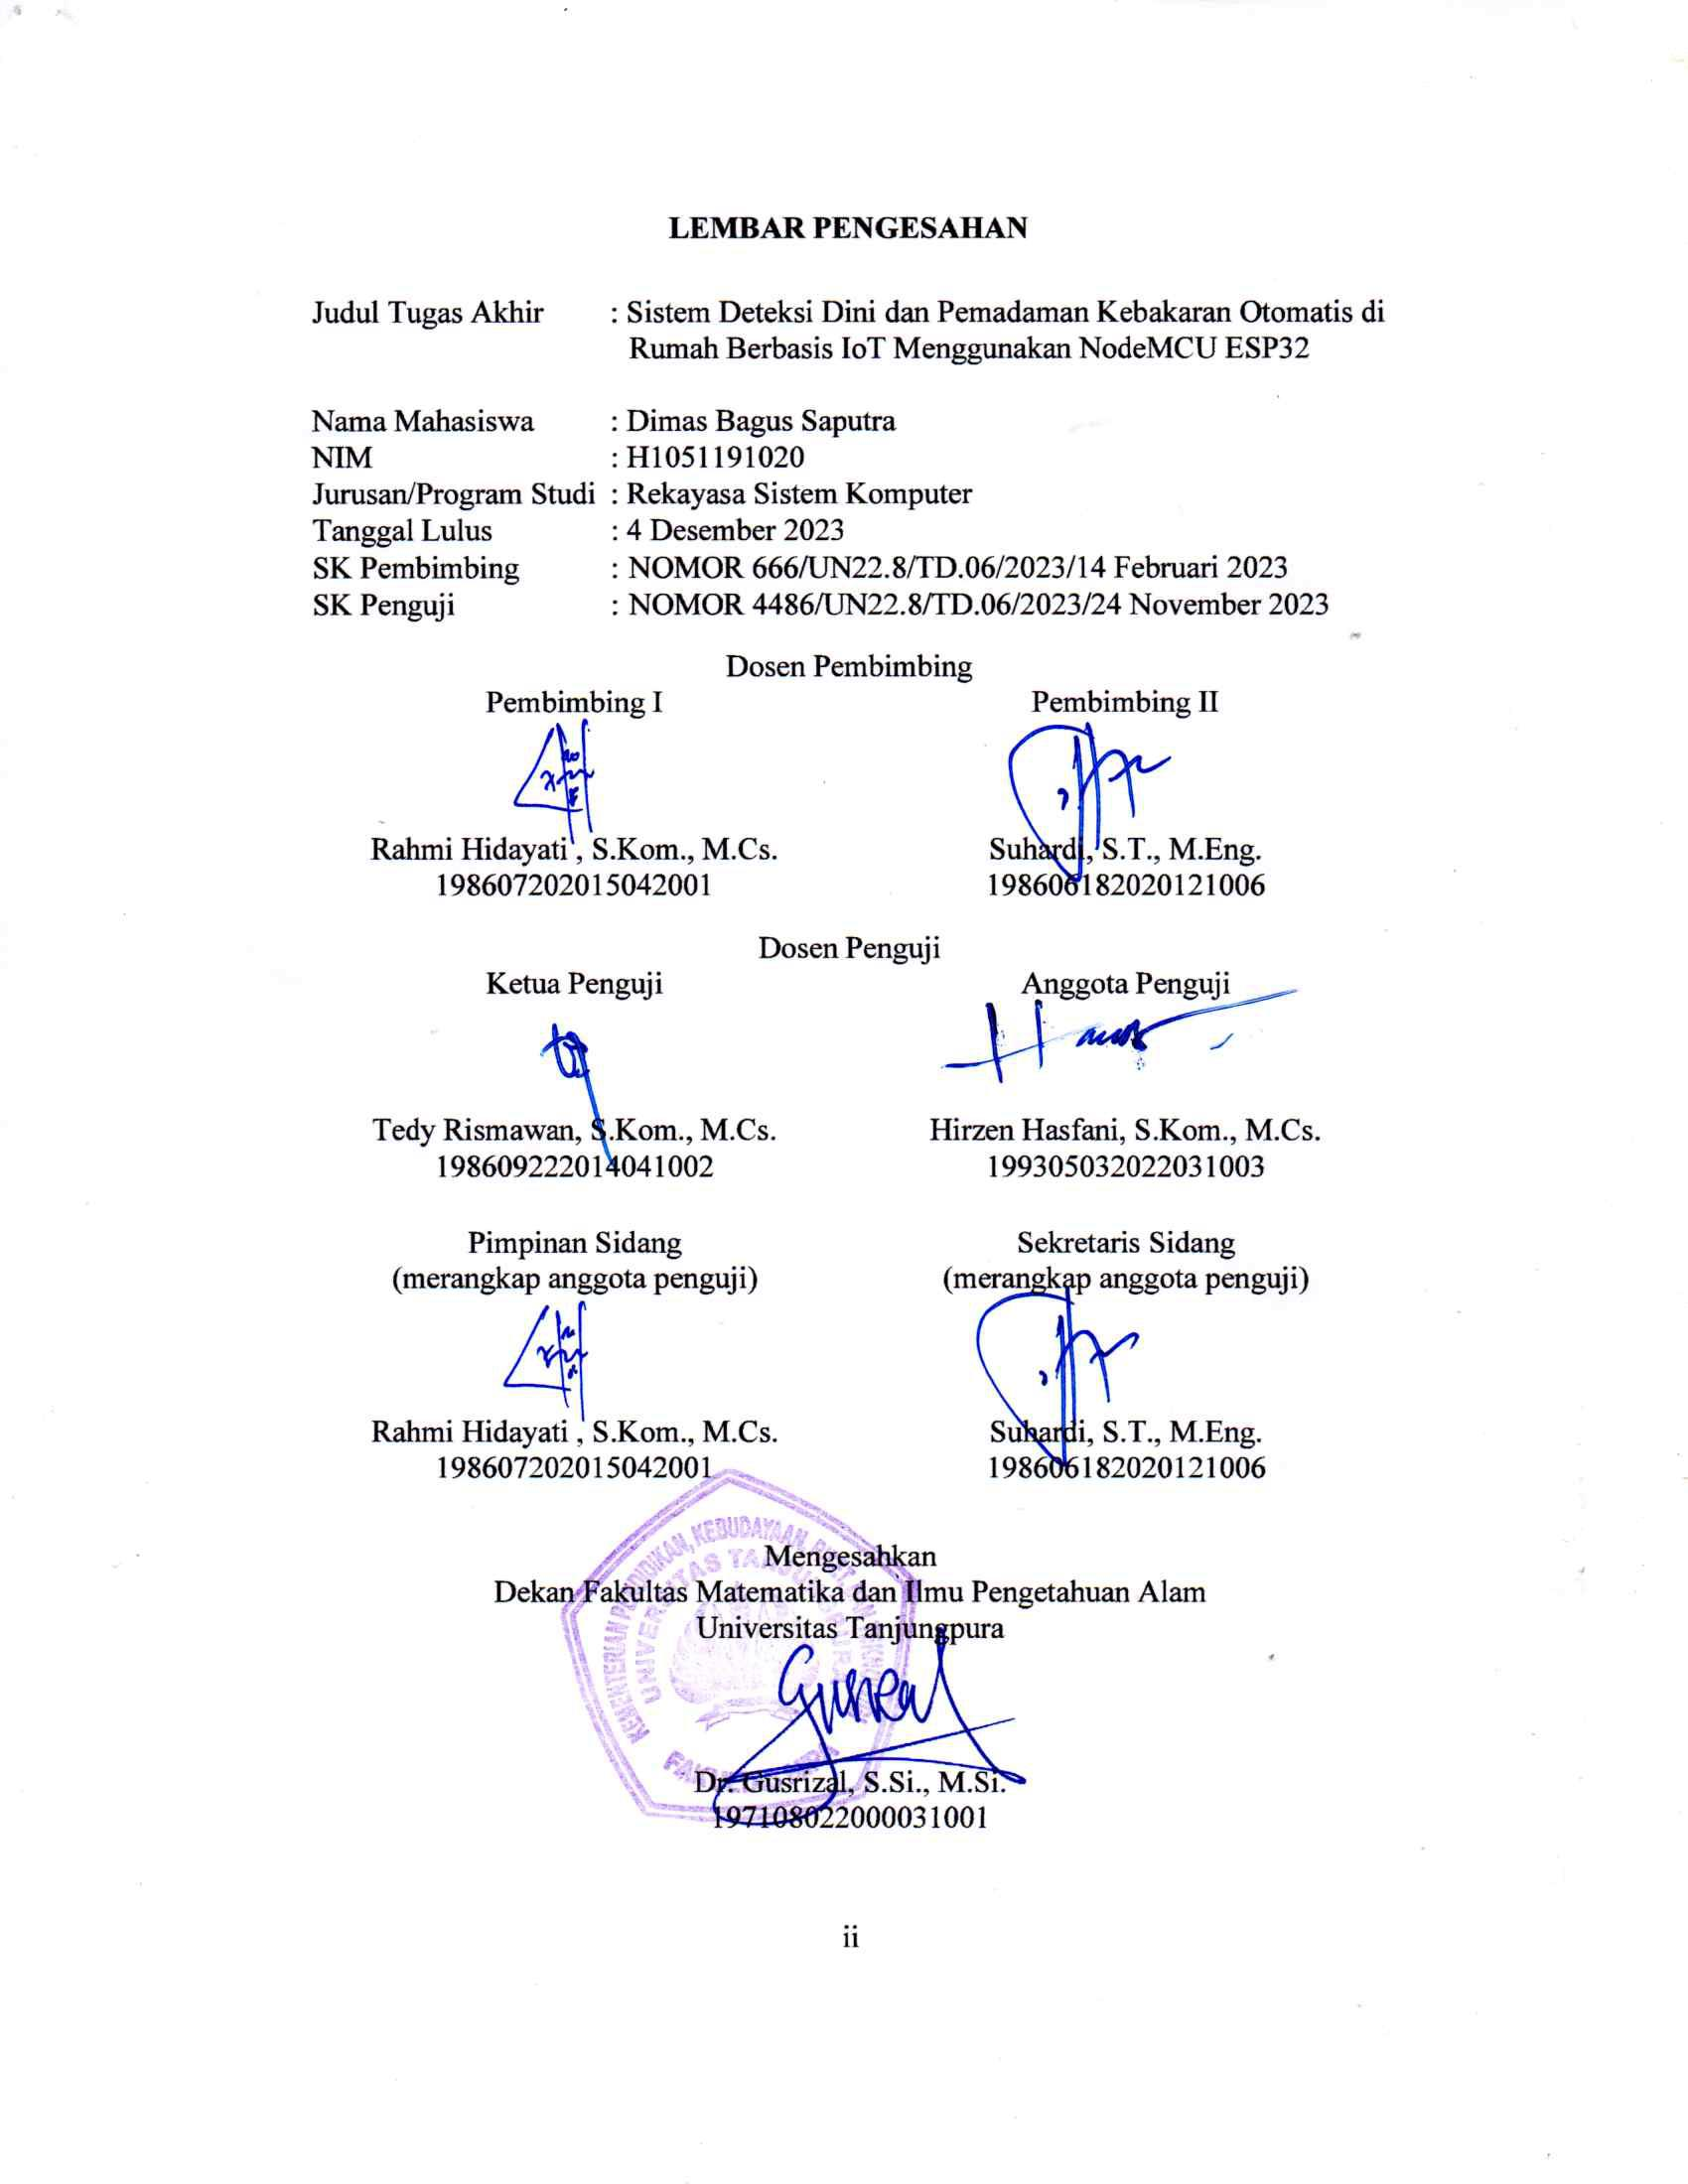 LEMBAR PENGESAHAN
Judul Tugas Akhir : Sistem Deteksi Dini dan Pemadaman Kebakaran Otomatis di
Rumah Berbasis IoT Menggunakan NodeMCU ESP32
Nama Mahasiswa : Dimas Bagus Saputra
NIM : H1051191020
Jurusan/Program Studi : Rekayasa Sistem Komputer
Tanggal Lulus : 4 Desember 2023
SK Pembimbing : NOMOR 666/UN22.8/TD.06/2023/14 Februari 2023
SK Penguji : NOMOR 4486/UN22.8/TD.06/2023/24 November 2023
Dosen Pembimbing
Pembimbing I Pembimbing II
Rahmi Hidayati , S.Kom., M.Cs. Suhardi, S.T., M.Eng.
198607202015042001 198606182020121006
Dosen Penguji
Ketua Penguji Anggota Penguji
Tedy Rismawan, S.Kom., M.Cs. Hirzen Hasfani, S.Kom., M.Cs.
198609222014041002 199305032022031003
Pimpinan Sidang Sekretaris Sidang
(merangkap anggota penguji) (merangkap anggota penguji)
Rahmi Hidayati , S.Kom., M.Cs. Suhardi, S.T., M.Eng.
198607202015042001 198606182020121006
Mengesahkan
Dekan Fakultas Matematika dan Ilmu Pengetahuan Alam
Universitas Tanjungpura
Dr. Gusrizal, S.Si., M.Si.
197108022000031001
ii